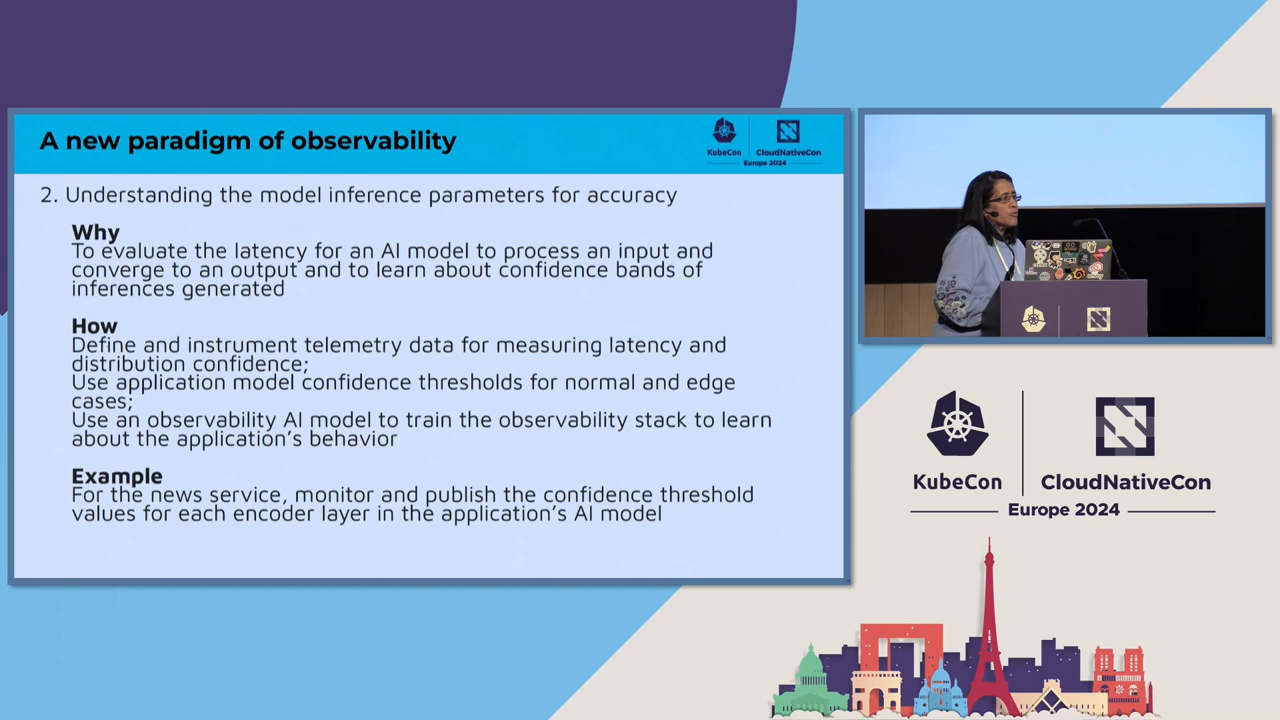 A new paradigm of observability
KubeCon
CloudNativeCon
Europe 2024
2. Understanding the model inference parameters for accuracy
Why
To evaluate the latency for an AI model to process an input and
converge to an output and to learn about confidence bands of
inferences generated
How
Define and instrument telemetry data for measuring latency and
distribution confidence;
Use application model confidence thresholds for normal and edge
cases;
Use an observability AI model to train the observability stack to learn
about the application's behavior
Example
For the news service, monitor and publish the confidence threshold
values for each encoder layer in the application's AI model
KubeCon
CloudNativeCon
Europe 2024